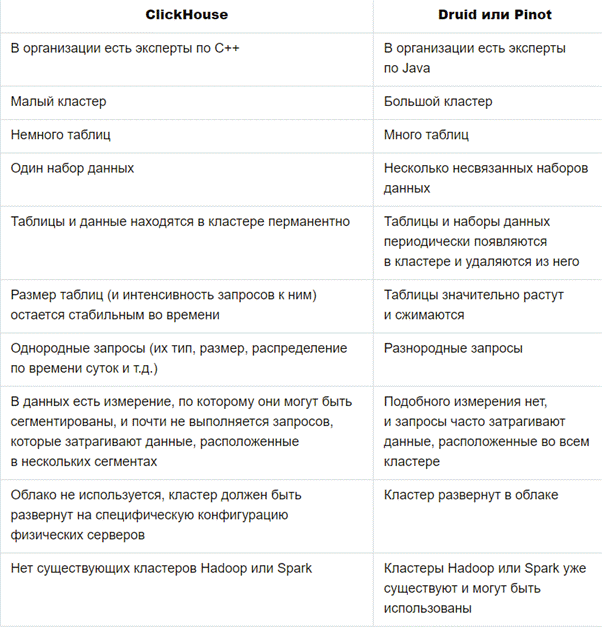 ClickHouse
Druid или Pinot
В организации есть эксперты по C++
В организации есть эксперты
по Java
Малый кластер
Большой кластер
Немного таблиц
Много таблиц
Один набор данных
Несколько несвязанных наборов
данных
Таблицы и данные находятся в кластере перманентно
Таблицы и наборы данных
периодически появляются
в кластере и удаляются из него
Размер таблиц (и интенсивность запросов к ним)
остается стабильным во времени
Таблицы значительно растут
и сжимаются
Однородные запросы (их тип, размер, распределение
по времени суток и т.д.)
Разнородные запросы
В данных есть измерение, по которому они могут быть
сегментированы, и почти не выполняется запросов,
которые затрагивают данные, расположенные
в нескольких сегментах
Подобного измерения нет,
и запросы часто затрагивают
данные, расположенные во всем
кластере
Облако не используется, кластер должен быть
развернут на специфическую конфигурацию
физических серверов
Кластер развернут в облаке
Нет существующих кластеров Hadoop или Spark
Кластеры Hadoop или Spark уже
существуют и могут быть
использованы